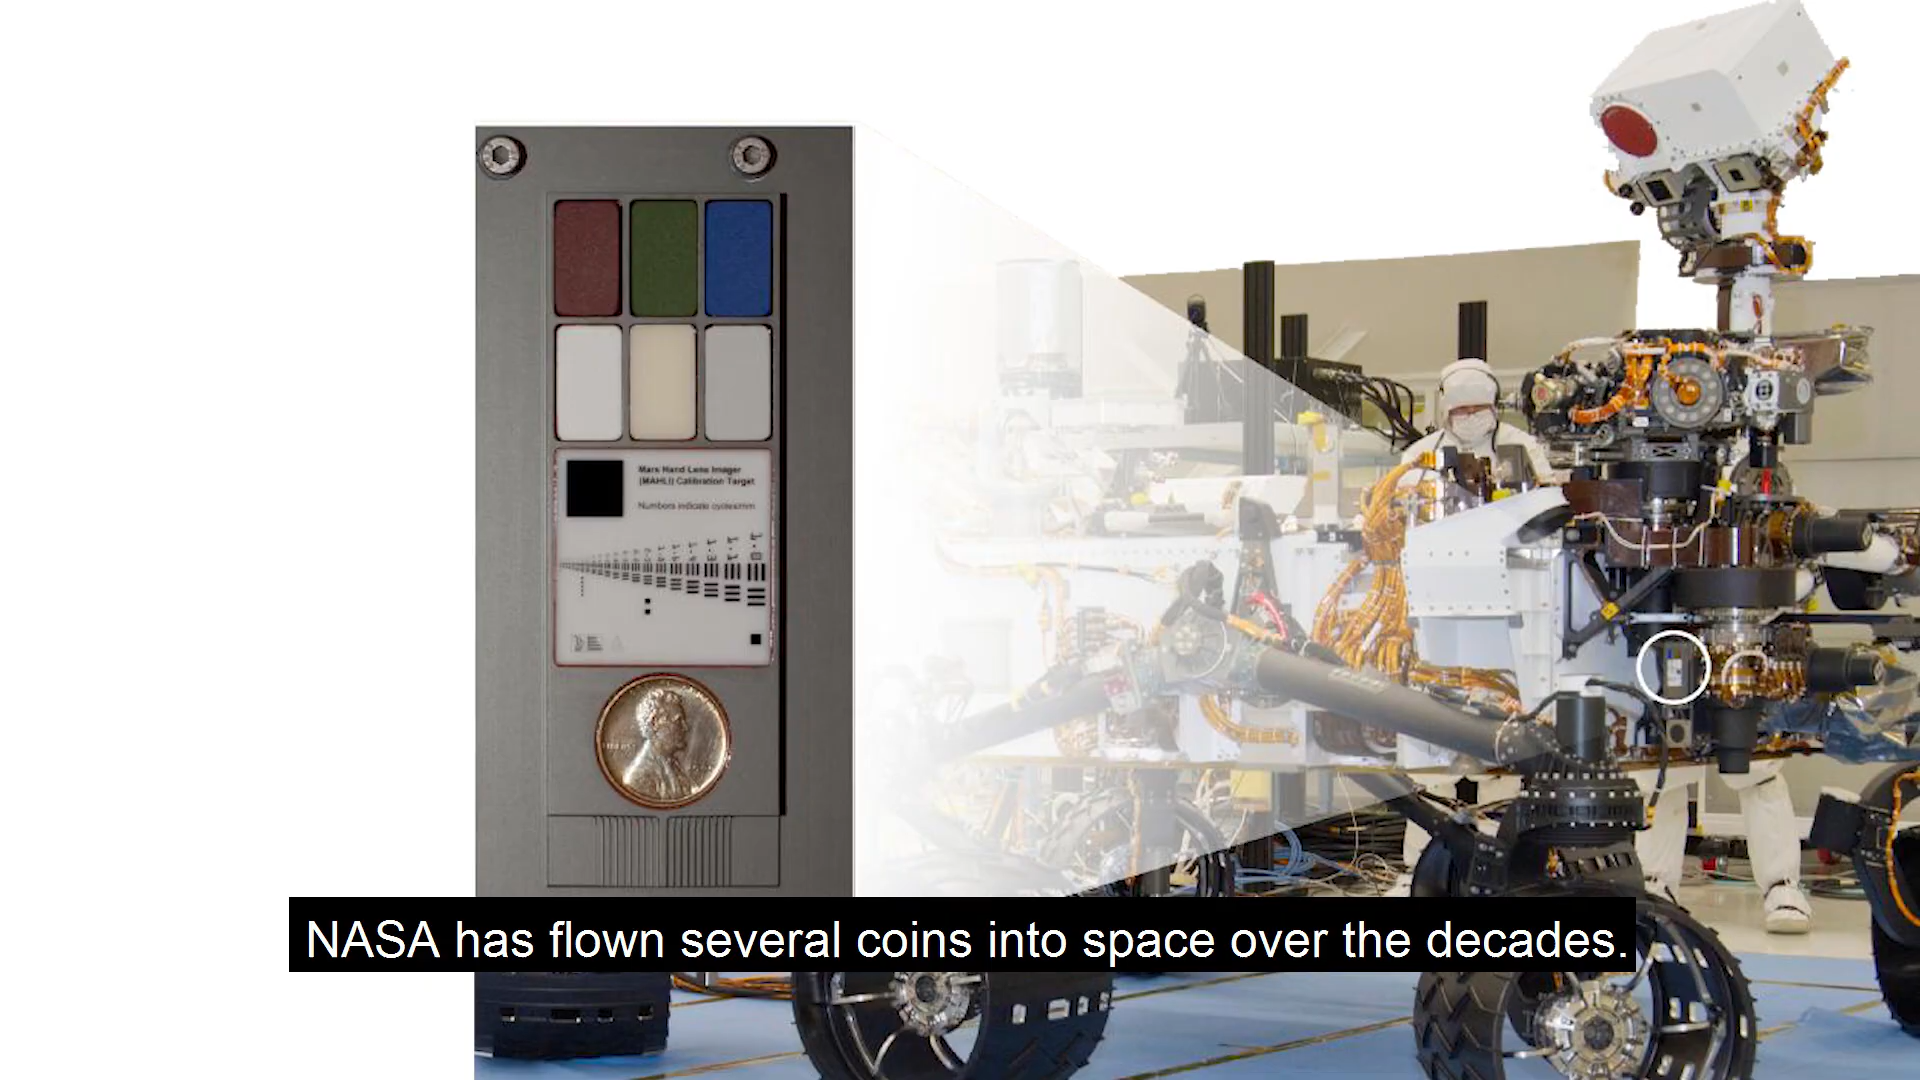 Mars Hand Lens Imager
(MAHLI) Calibration Target
Numbers indicate cycles/mm
LIBERTY
NASA has flown several coins into space over the decades.